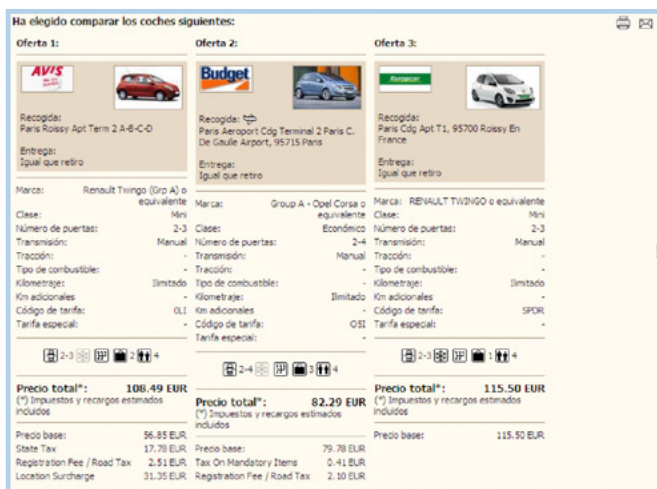 Ha elegido comparar los coches siguientes:
Oferta 1:
AVIS
Recogida:
Paris Roissy Apt Term 2 A-B-C-D
Entrega:
Igual que retiro
Marca: Renault Twingo (Grp A) o
equivalente
Clase: Mini
Número de puertas: 2-3
Transmisión: Manual
Tracción: -
Tipo de combustible: -
Kilometraje: Ilimitado
Km adicionales -
Código de tarifa:
Tarifa especial: -
2-3 2 4
Precio total*: 108.49 EUR
(*) Impuestos y recargos estimados
incluidos
Precio base: 56.85 EUR
State Tax 17.78 EUR
Registration Fee / Road Tax 2.51 EUR
Location Surcharge 31.35 EUR
Oferta 2:
Budget
Recogida:
Paris Aeroport Cdg Terminal 2 Paris C.
De Gaulle Airport, 95715 Paris
Entrega:
Igual que retiro
Marca: Group A - Opel Corsa o
equivalente
Clase: Económico
Número de puertas: 2-4
Transmisión: Manual
Tracción: -
Tipo de combustible: -
Kilometraje: Ilimitado
Km adicionales -
Código de tarifa:
Tarifa especial: -
2-4 3 4
Precio total*: 82.29 EUR
(*) Impuestos y recargos estimados
incluidos
Precio base: 79.78 EUR
Tax On Mandatory Items 0.41 EUR
Registration Fee / Road Tax 2.10 EUR
Oferta 3:
Recogida:
Paris Cdg Apt T1, 95700 Roissy En
France
Entrega:
Igual que retiro
Marca: RENAULT TWINGO o equivalente
Clase: Mini
Número de puertas: 2-3
Transmisión: Manual
Tracción: -
Tipo de combustible: -
Kilometraje: Ilimitado
Km adicionales -
Código de tarifa: SPDR
Tarifa especial: -
2-3 1 4
Precio total*: 115.50 EUR
(*) Impuestos y recargos estimados
incluidos
Precio base: 115.50 EUR